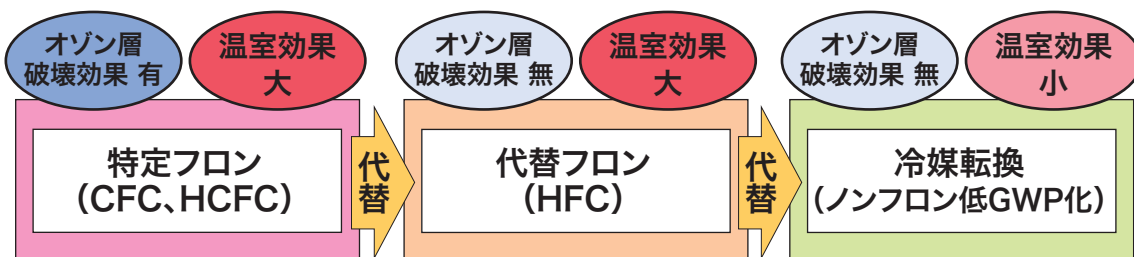 オゾン層
破壊効果 有
温室効果
大
オゾン層
破壊効果 無
温室効果
大
オゾン層
破壊効果 無
温室効果
小
特定フロン
(CFC、HCFC)
代替
代替フロン
(HFC)
代替
冷媒転換
(ノンフロン低GWP化)